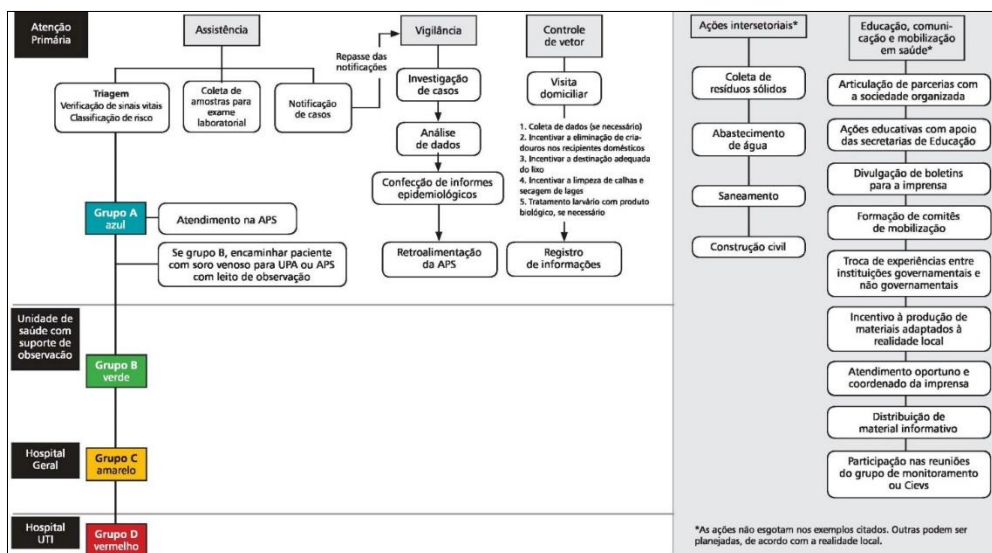 Atenção
Primária
Assistência
Repasse das
notificações
Vigilância
Controle
de vetor
Ações intersetoriais*
Educação, comuni-
cação e mobilização
em saúde*
Triagem
Verificação de sinais vitais
Classificação de risco
Coleta de
amostras para
exame
laboratorial
Notificação
de casos
Investigação
de casos
Análise
de dados
Confecção de informes
epidemiológicos
Retroalimentação
da APS
Visita
domiciliar
1. Coleta de dados (se necessário)
2. Incentivar a eliminação de cria-
douros nos recipientes domésticos
3. Incentivar a destinação adequada
do lixo
4. Incentivar a limpeza de calhas e
secagem de lages
5. Tratamento larvário com produto
biológico, se necessário
Registro
de informações
Coleta de
resíduos sólidos
Abastecimento
de água
Saneamento
Construção civil
Articulação de parcerias com
a sociedade organizada
Ações educativas com apoio
das secretarias de Educação
Divulgação de boletins
para a imprensa
Formação de comitês
de mobilização
Troca de experiências entre
instituições governamentais e
não governamentais
Incentivo à produção de
materiais adaptados à
realidade local
Atendimento oportuno e
coordenado da imprensa
Distribuição de
material informativo
Participação nas reuniões
do grupo de monitoramento
ou Cievs
Grupo A
azul
Atendimento na APS
Se grupo B, encaminhar paciente
com soro venoso para UPA ou APS
com leito de observação
Unidade de
saúde com
suporte de
observação
Grupo B
verde
Hospital
Geral
Grupo C
amarelo
Hospital
UTI
Grupo D
vermelho
*As ações não esgotam nos exemplos citados. Outras podem ser
planejadas, de acordo com a realidade local.